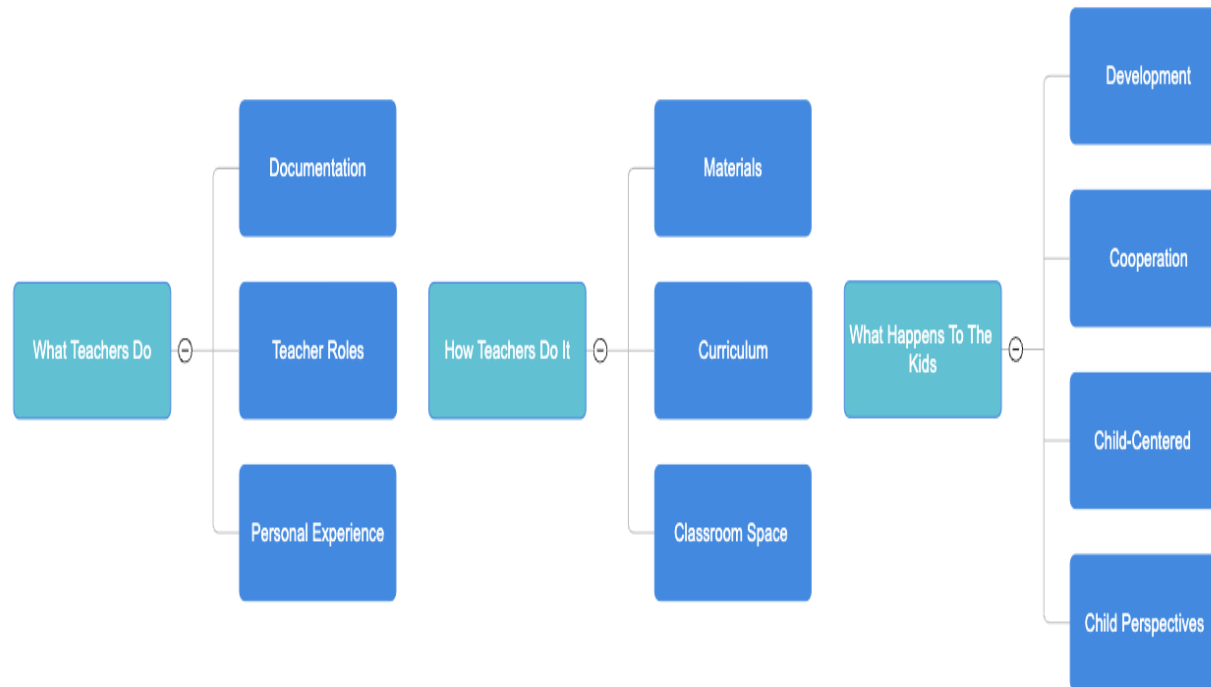 What Teachers Do
Documentation
Teacher Roles
Personal Experience
How Teachers Do It
Materials
Curriculum
Classroom Space
What Happens To The
Kids
Development
Cooperation
Child-Centered
Child Perspectives